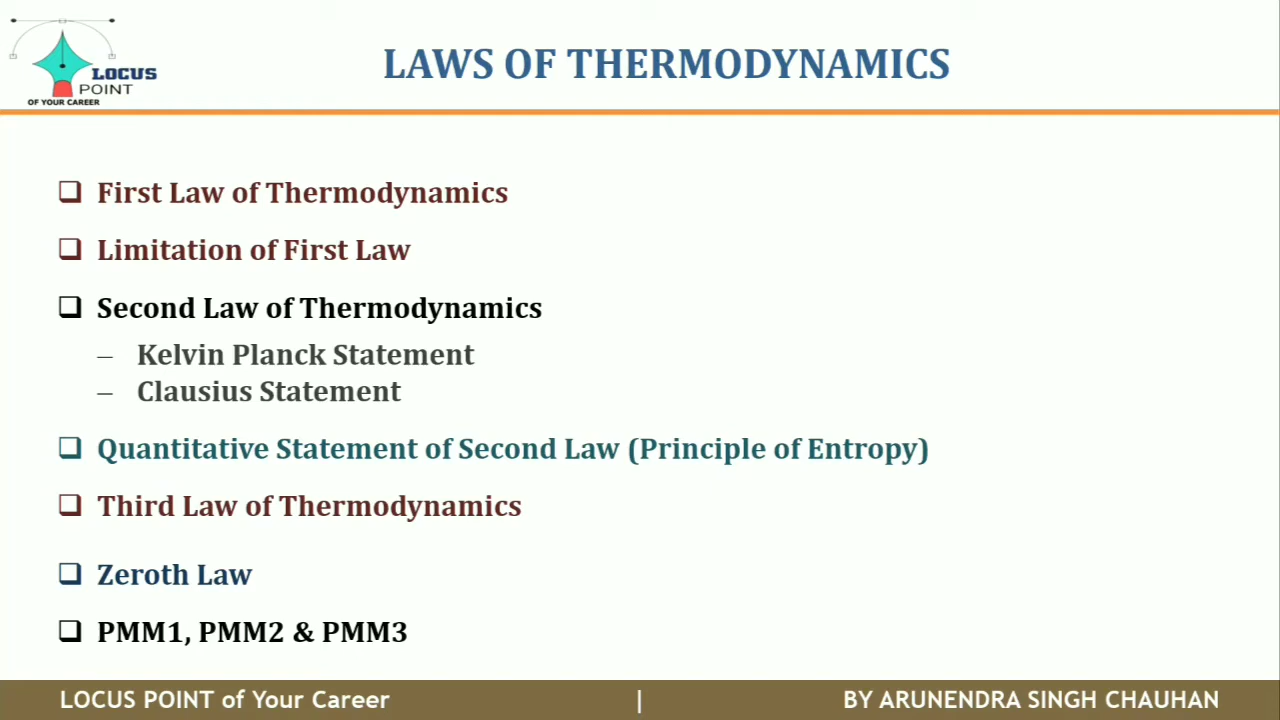 LOCUS
POINT
OF YOUR CAREER
LAWS OF THERMODYNAMICS
❑ First Law of Thermodynamics
❑ Limitation of First Law
❑ Second Law of Thermodynamics
– Kelvin Planck Statement
– Clausius Statement
❑ Quantitative Statement of Second Law (Principle of Entropy)
❑ Third Law of Thermodynamics
❑ Zeroth Law
❑ PMM1, PMM2 & PMM3
LOCUS POINT of Your Career | BY ARUNENDRA SINGH CHAUHAN